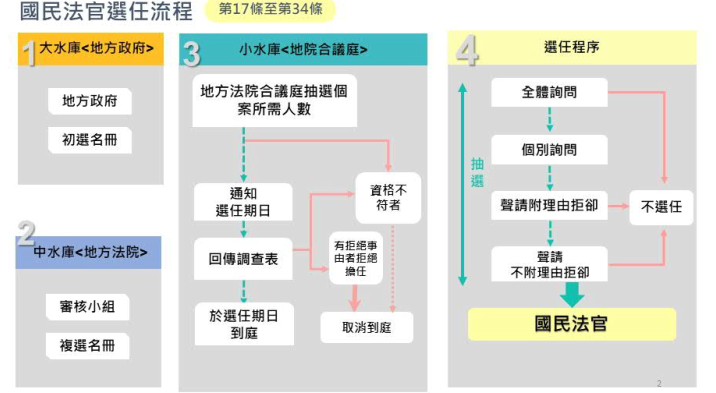 國民法官選任流程
第17條至第34條
1
大水庫<地方政府>
地方政府
初選名冊
2
中水庫<地方法院>
審核小組
複選名冊
3
小水庫<地院合議庭>
地方法院合議庭抽選個
案所需人數
通知
選任期日
資格不
符者
回傳調查表
有拒絕事
由者拒絕
擔任
於選任期日
到庭
取消到庭
4
選任程序
抽
選
全體詢問
個別詢問
聲請附理由拒卻
不選任
聲請
不附理由拒卻
國民法官
2